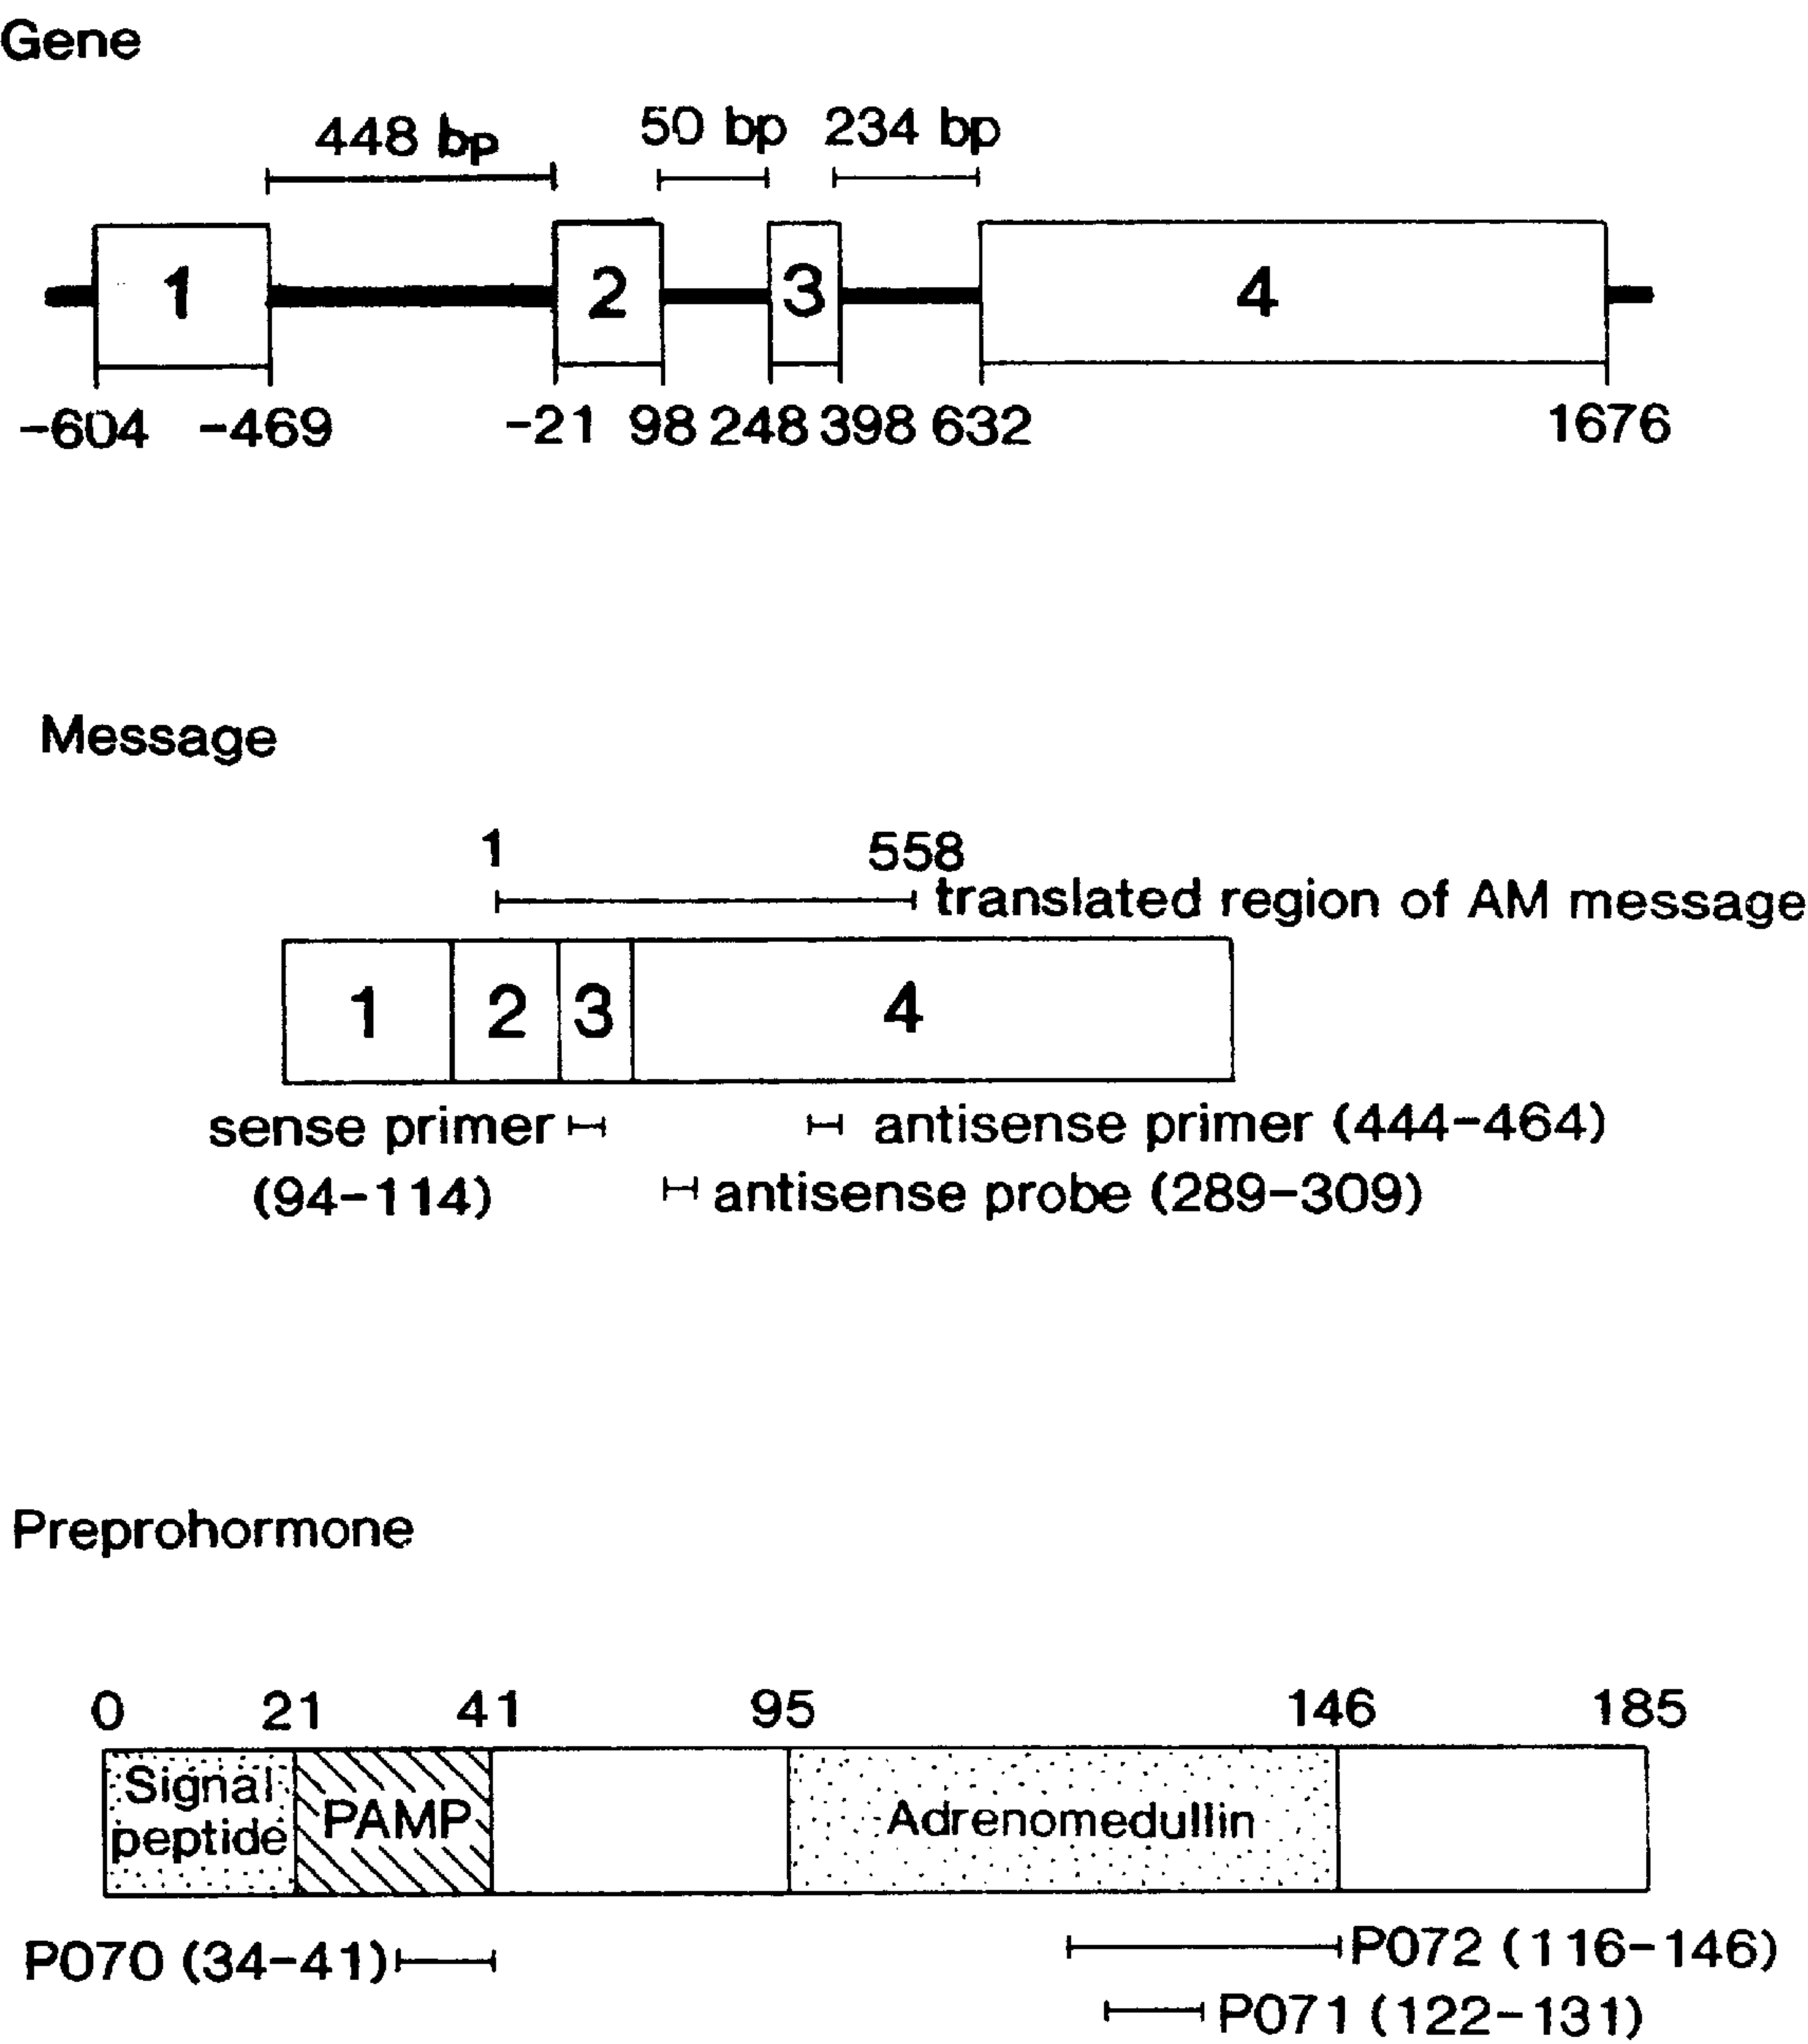 Gene
448 bp
50 bp
234 bp
1
2
3
4
-604
-469
-21
98
248
398
632
1676
Message
1
558
translated region of AM message
1
2
3
4
sense primer
(94-114)
antisense primer (444-464)
antisense probe (289-309)
Preprohormone
0
21
41
95
146
185
Signal
peptide
PAMP
Adrenomedullin
P070 (34-41)
P072 (116-146)
P071 (122-131)